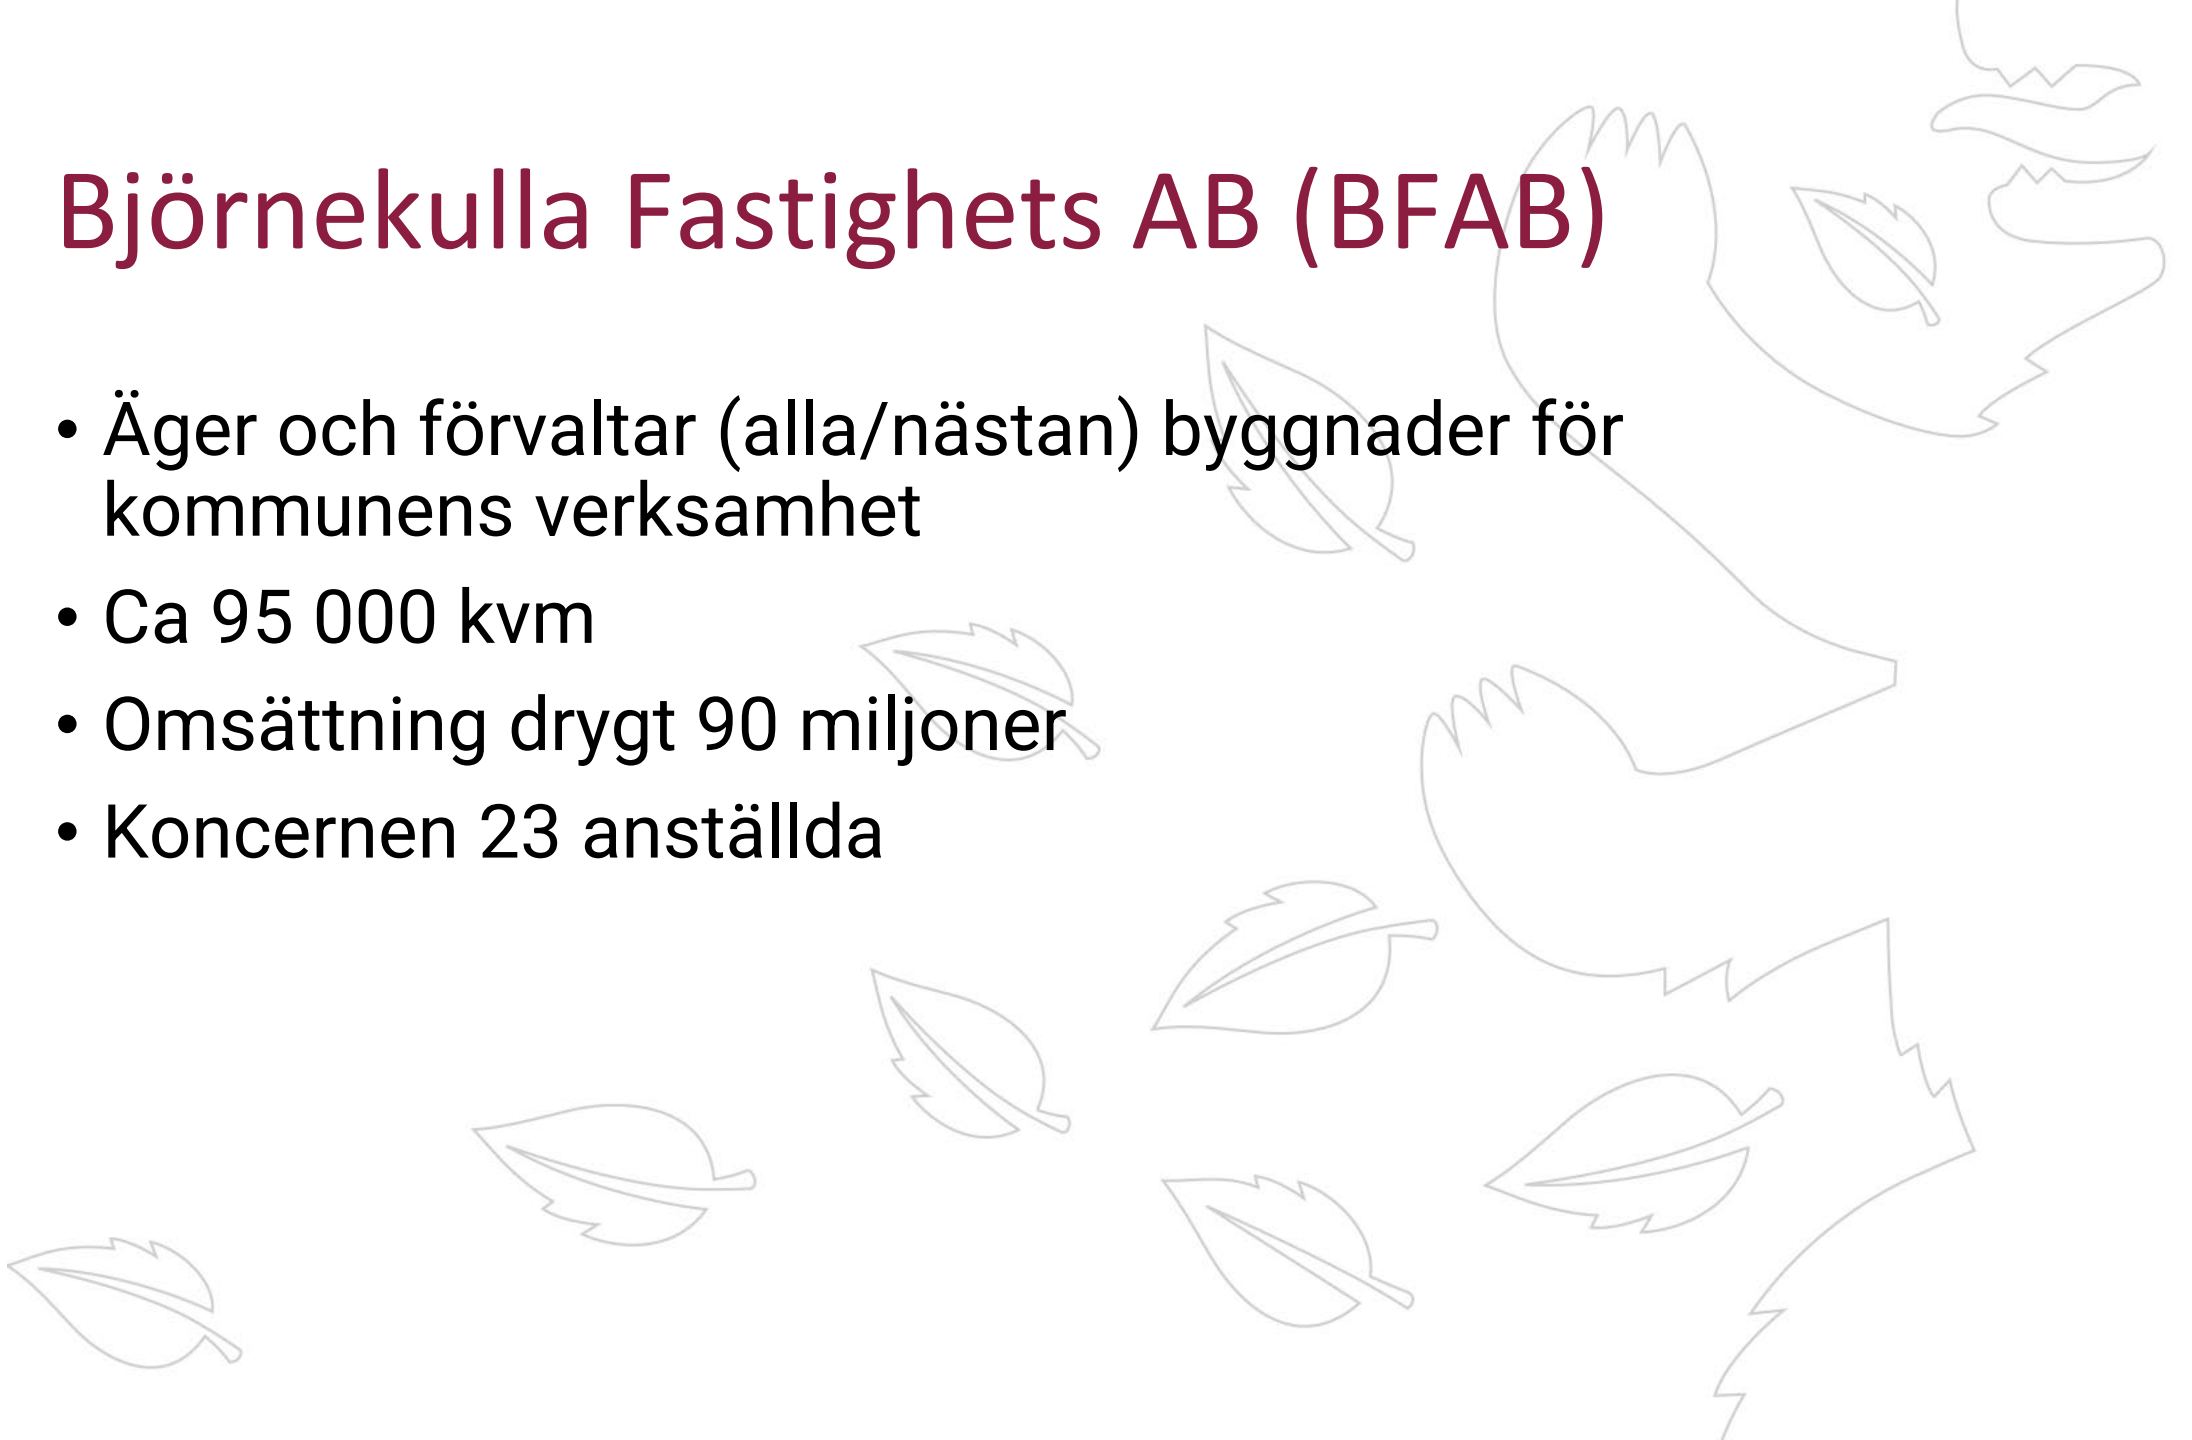 Björnekulla Fastighets AB (BFAB)
• Äger och förvaltar (alla/nästan) byggnader för
kommunens verksamhet
• Ca 95 000 kvm
• Omsättning drygt 90 miljoner
• Koncernen 23 anställda